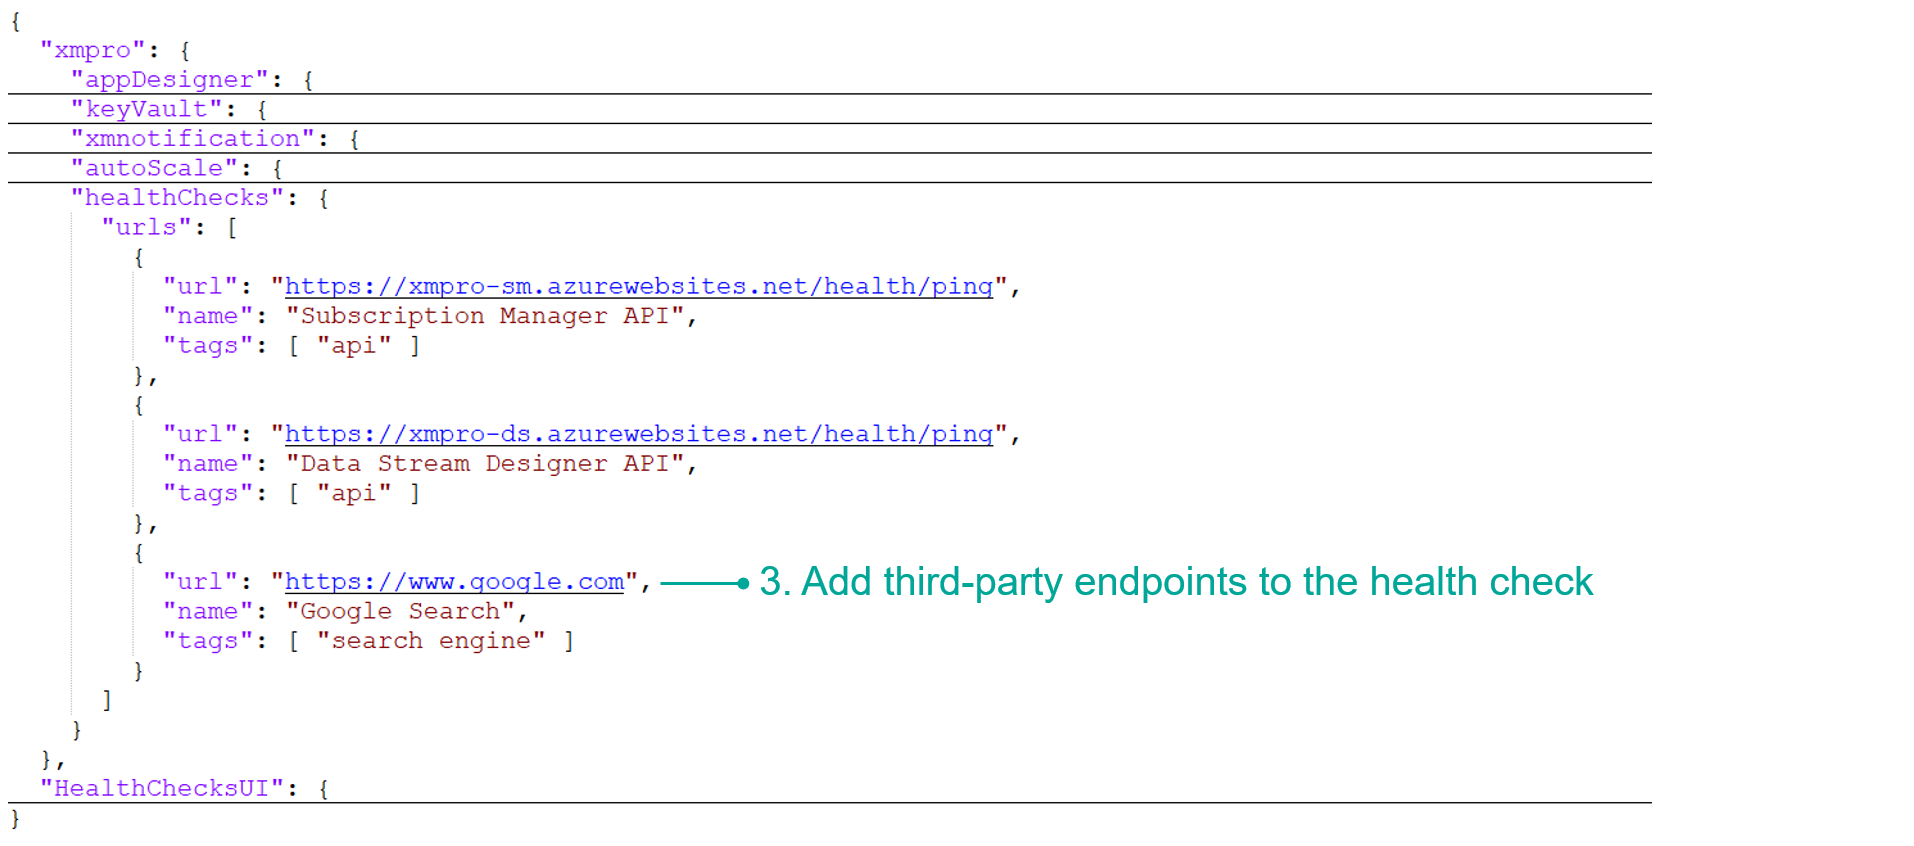 {
  "xmpro": {
    "appDesigner": {
    "keyVault": {
    "xmnotification": {
    "autoScale": {
    "healthChecks": {
      "urls": [
        {
          "url": "https://xmpro-sm.azurewebsites.net/health/ping",
          "name": "Subscription Manager API",
          "tags": [ "api" ]
        },
        {
          "url": "https://xmpro-ds.azurewebsites.net/health/ping",
          "name": "Data Stream Designer API",
          "tags": [ "api" ]
        },
        {
          "url": "https://www.google.com", 3. Add third-party endpoints to the health check
          "name": "Google Search",
          "tags": [ "search engine" ]
        }
      ]
    }
  },
  "HealthChecksUI": {
}